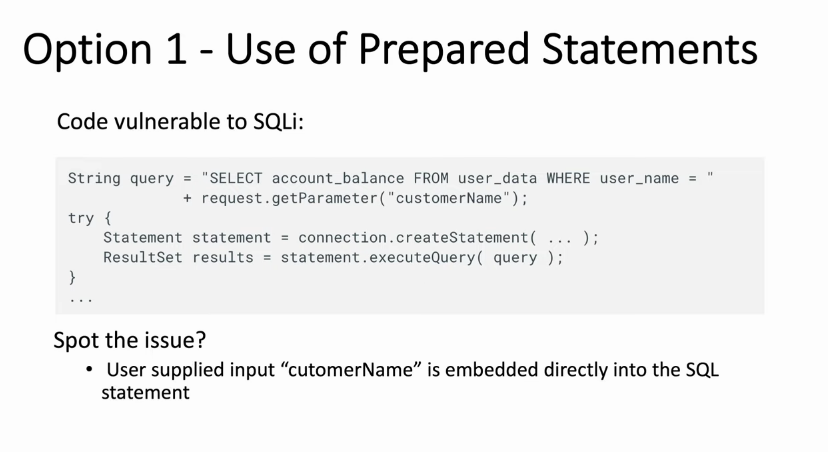 Option 1 - Use of Prepared Statements
Code vulnerable to SQLi:
String query = "SELECT account_balance FROM user_data WHERE user_name = "
+ request.getParameter("customerName");
try {
Statement statement = connection.createStatement( ... );
ResultSet results = statement.executeQuery( query );
}
...
Spot the issue?
• User supplied input “cutomerName” is embedded directly into the SQL
statement